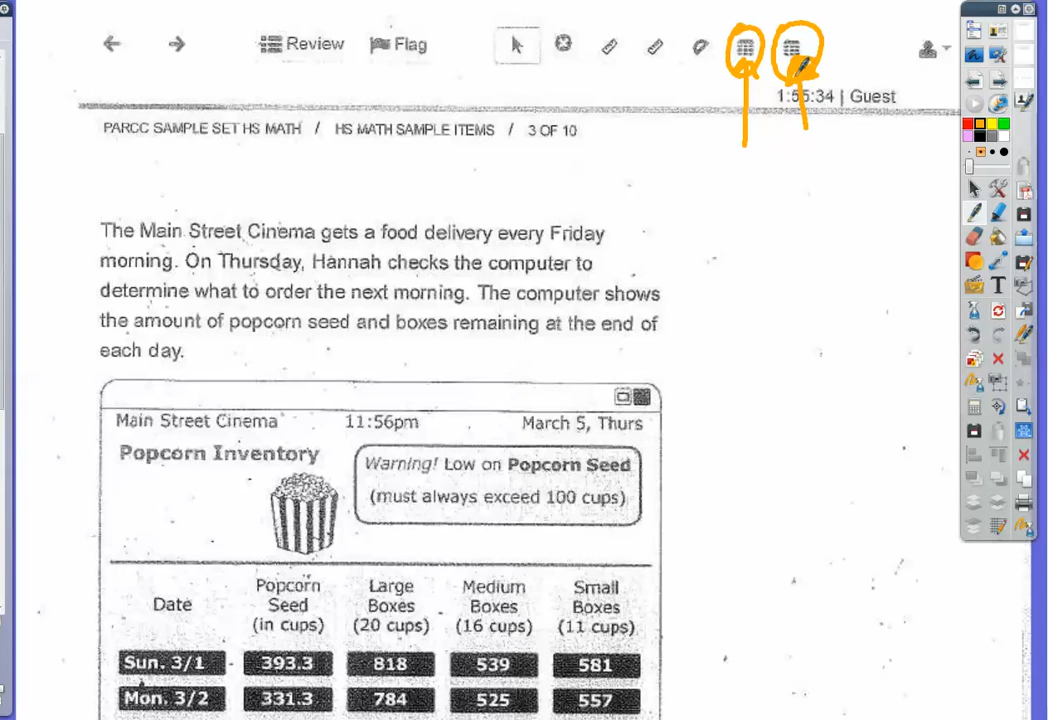 Review Flag
1:55:34 | Guest
PARCC SAMPLE SET HS MATH / HS MATH SAMPLE ITEMS / 3 OF 10
The Main Street Cinema gets a food delivery every Friday
morning. On Thursday, Hannah checks the computer to
determine what to order the next morning. The computer shows
the amount of popcorn seed and boxes remaining at the end of
each day.
Main Street Cinema 11:56pm March 5, Thurs
Popcorn Inventory
Warning! Low on Popcorn Seed
(must always exceed 100 cups)
Date Popcorn Seed (in cups) Large Boxes (20 cups) Medium Boxes (16 cups) Small Boxes (11 cups)
Sun. 3/1 393.3 818 539 581
Mon. 3/2 331.3 784 525 557